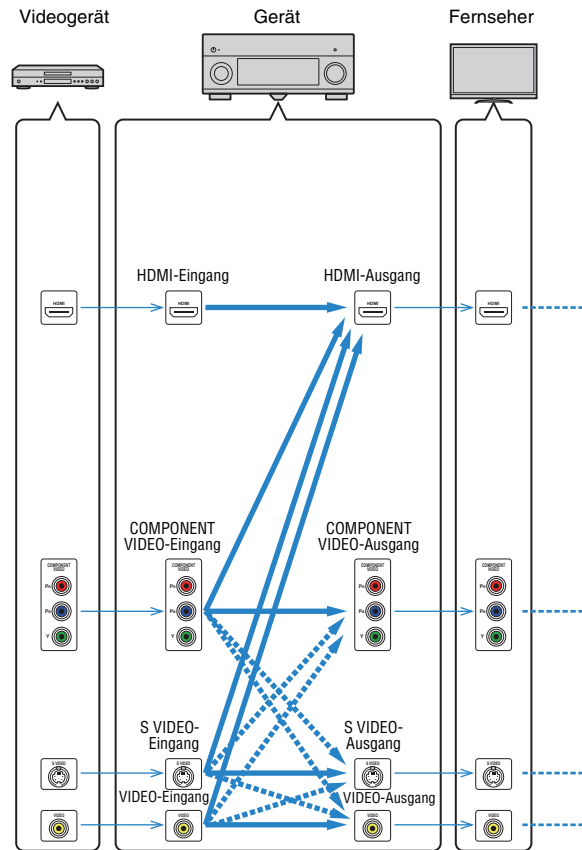 Videogerät
Gerät
Fernseher
HDMI-Eingang
HDMI-Ausgang
HDMI
HDMI
HDMI
HDMI
COMPONENT
VIDEO-Eingang
COMPONENT
VIDEO-Ausgang
COMPONENT
VIDEO
COMPONENT
VIDEO
COMPONENT
VIDEO
COMPONENT
VIDEO
PR
PR
PR
PR
PB
PB
PB
PB
Y
Y
Y
Y
S VIDEO-
Eingang
S VIDEO-
Ausgang
S VIDEO
S VIDEO
S VIDEO
S VIDEO
VIDEO-Eingang
VIDEO-Ausgang
VIDEO
VIDEO
VIDEO
VIDEO